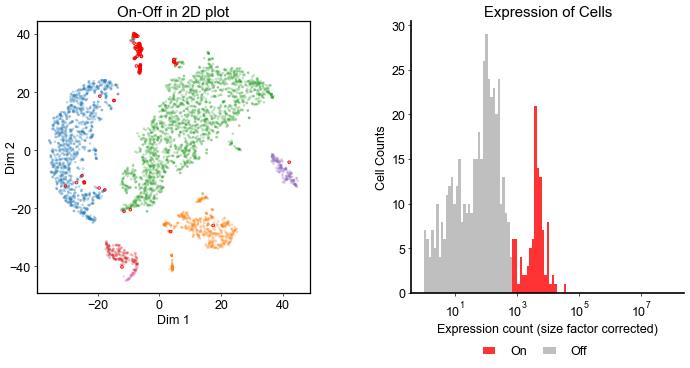 On-Off in 2D plot
Expression of Cells
40
20
0
−20
−40
−20
0
20
40
Dim 2
Dim 1
30
25
20
15
10
5
0
10^1
10^3
10^5
10^7
Cell Counts
Expression count (size factor corrected)
On
Off